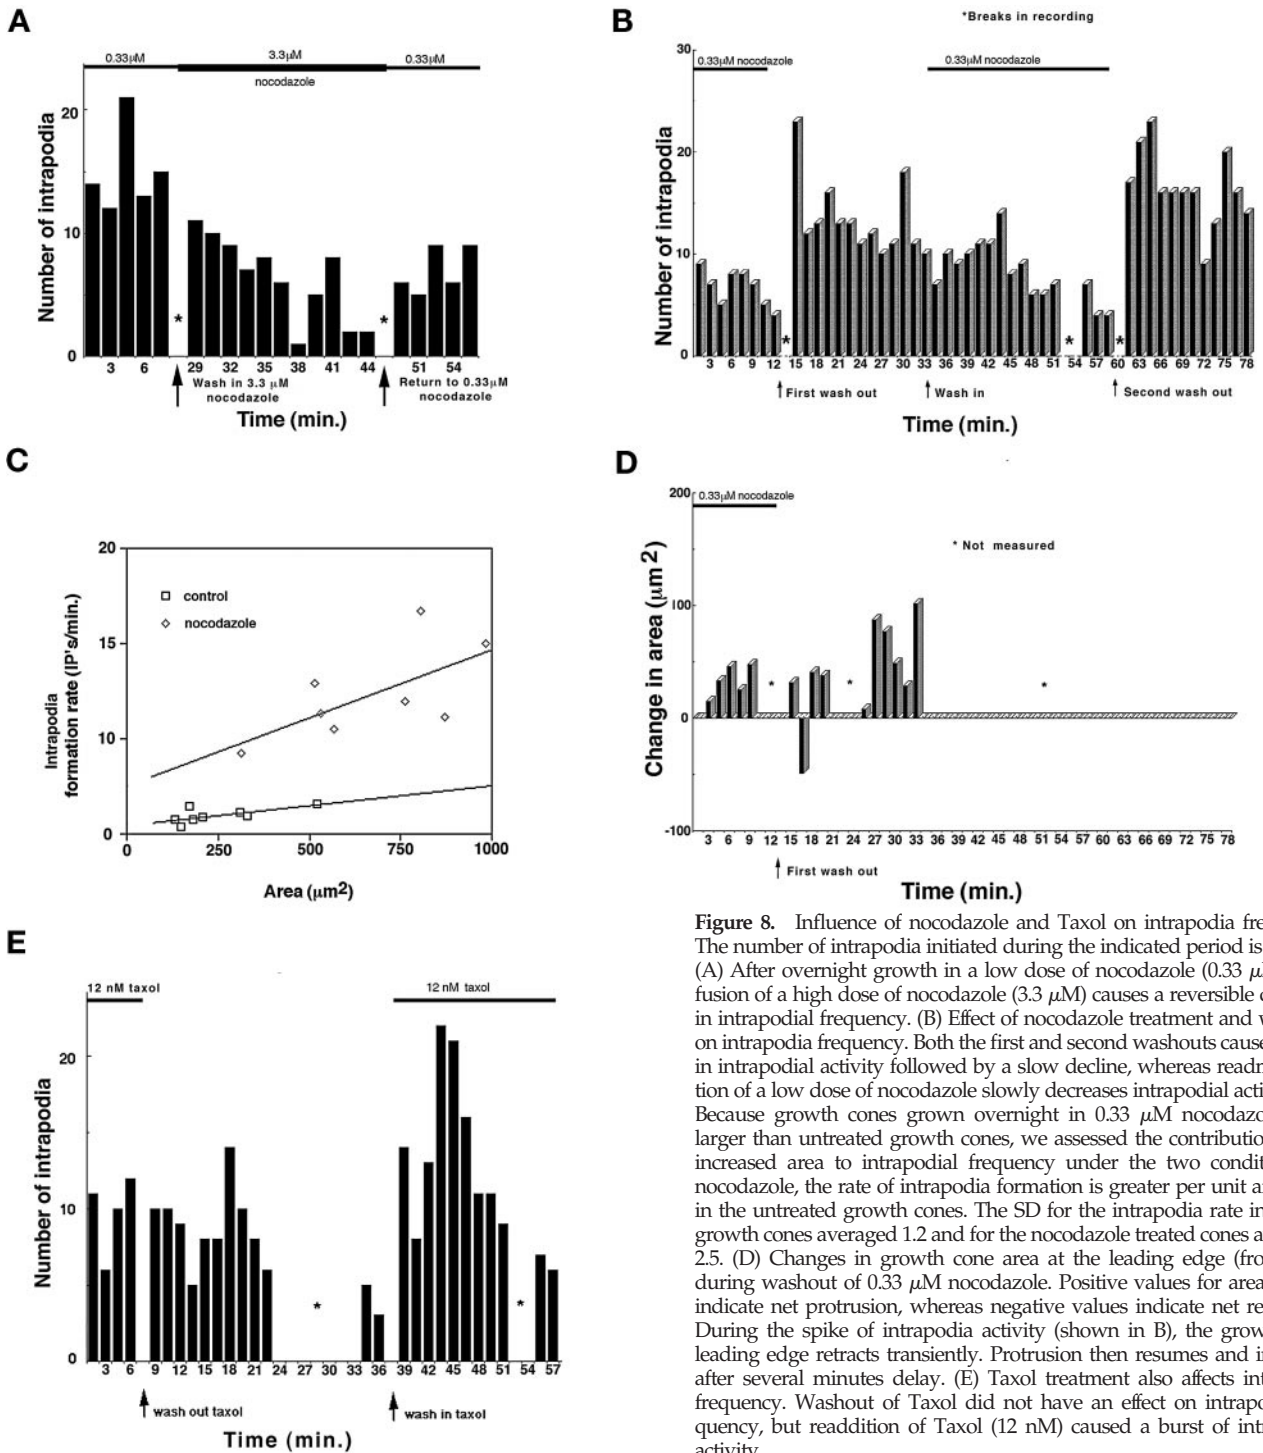 A
0.33µM
3.3µM
0.33µM
nocodazole
Number of intrapodia
20
10
0
*
*
3 6 29 32 35 38 41 44 51 54
Wash in 3.3 µM
nocodazole
Return to 0.33µM
nocodazole
Time (min.)
B
*Breaks in recording
0.33µM nocodazole
0.33µM nocodazole
Number of intrapodia
30
20
10
0
*
*
*
3 6 9 12 15 18 21 24 27 30 33 36 39 42 45 48 51 54 57 60 63 66 69 72 75 78
First wash out
Wash in
Second wash out
Time (min.)
C
Intrapodia
formation rate (IP's/min.)
20
15
10
0
control
nocodazole
0 250 500 750 1000
Area (µm2)
D
0.33µM nocodazole
* Not measured
Change in area (µm2)
200
100
0
-100
*
*
*
3 6 9 12 15 18 21 24 27 30 33 36 39 42 45 48 51 54 57 60 63 66 69 72 75 78
First wash out
Time (min.)
E
12 nM taxol
12 nM taxol
Number of intrapodia
20
10
0
*
*
3 6 9 12 15 18 21 24 27 30 33 36 39 42 45 48 51 54 57
wash out taxol
wash in taxol
Time (min.)
Figure 8. Influence of nocodazole and Taxol on intrapodia fre
The number of intrapodia initiated during the indicated period is
(A) After overnight growth in a low dose of nocodazole (0.33 µ
fusion of a high dose of nocodazole (3.3 µM) causes a reversible
in intrapodial frequency. (B) Effect of nocodazole treatment and w
on intrapodia frequency. Both the first and second washouts cause
in intrapodial activity followed by a slow decline, whereas readm
tion of a low dose of nocodazole slowly decreases intrapodial acti
Because growth cones grown overnight in 0.33 µM nocodazo
larger than untreated growth cones, we assessed the contribution
increased area to intrapodial frequency under the two condit
nocodazole, the rate of intrapodia formation is greater per unit a
in the untreated growth cones. The SD for the intrapodia rate in
growth cones averaged 1.2 and for the nocodazole treated cones a
2.5. (D) Changes in growth cone area at the leading edge (fro
during washout of 0.33 µM nocodazole. Positive values for area
indicate net protrusion, whereas negative values indicate net re
During the spike of intrapodia activity (shown in B), the grow
leading edge retracts transiently. Protrusion then resumes and i
after several minutes delay. (E) Taxol treatment also affects int
frequency. Washout of Taxol did not have an effect on intrapo
quency, but readdition of Taxol (12 nM) caused a burst of intr
activity.